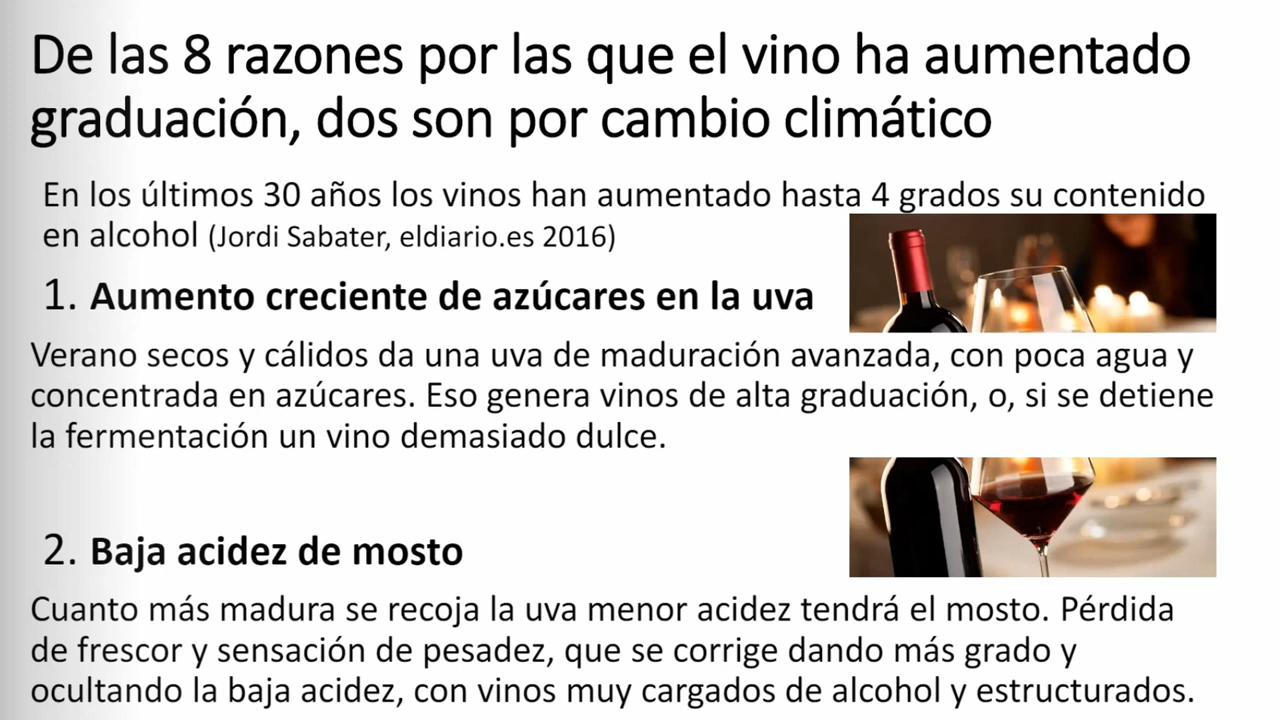 De las 8 razones por las que el vino ha aumentado
graduación, dos son por cambio climático
En los últimos 30 años los vinos han aumentado hasta 4 grados su contenido
en alcohol (Jordi Sabater, eldiario.es 2016)
1. Aumento creciente de azúcares en la uva
Verano secos y cálidos da una uva de maduración avanzada, con poca agua y
concentrada en azúcares. Eso genera vinos de alta graduación, o, si se detiene
la fermentación un vino demasiado dulce.
2. Baja acidez de mosto
Cuanto más madura se recoja la uva menor acidez tendrá el mosto. Pérdida
de frescor y sensación de pesadez, que se corrige dando más grado y
ocultando la baja acidez, con vinos muy cargados de alcohol y estructurados.